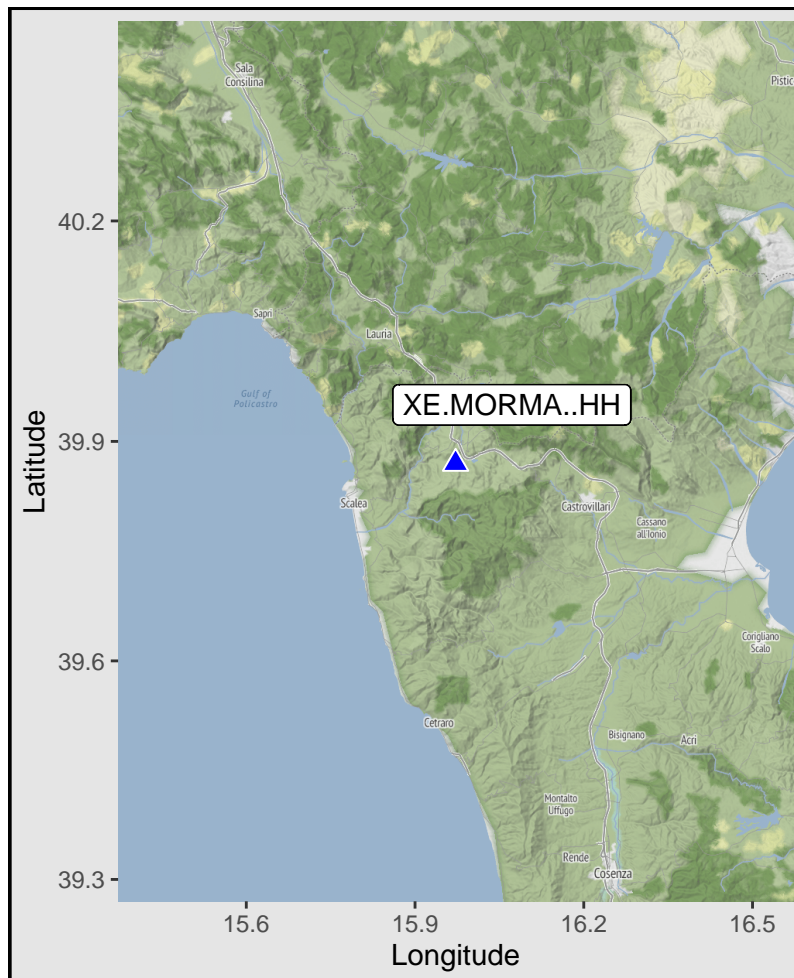 Sala
Consilina
Pistic
40.2
Sapri
Lauria
Gulf of
Policastro
XE.MORMA..HH
39.9
Latitude
Scalea
Castrovillari
Cassano
all'Ionio
39.6
Corigliano
Scalo
Cetraro
Bisignano
Acri
Montalto
Uffugo
Rende
Cosenza
39.3
15.6 15.9 16.2 16.5
Longitude